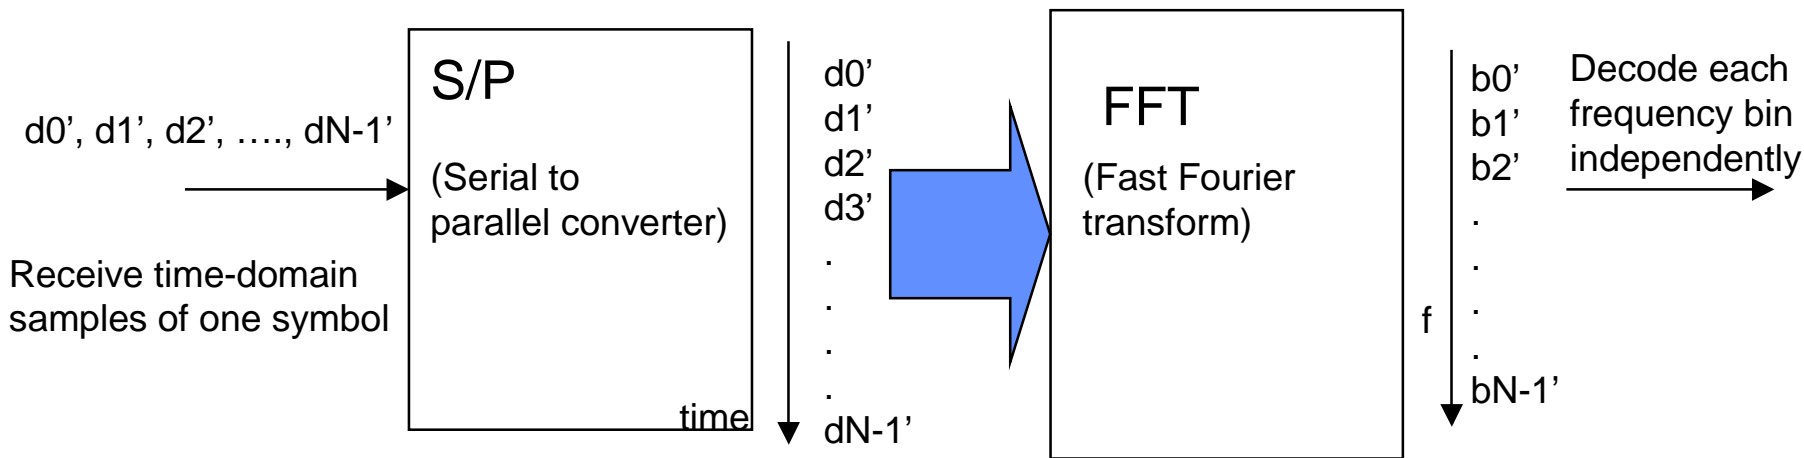 d0’, d1’, d2’, …., dN-1’
Receive time-domain
samples of one symbol
S/P
(Serial to
parallel converter)
time
d0’
d1’
d2’
d3’
.
.
.
.
dN-1’
FFT
(Fast Fourier
transform)
f
b0’
b1’
b2’
.
.
.
.
bN-1’
Decode each
frequency bin
independently